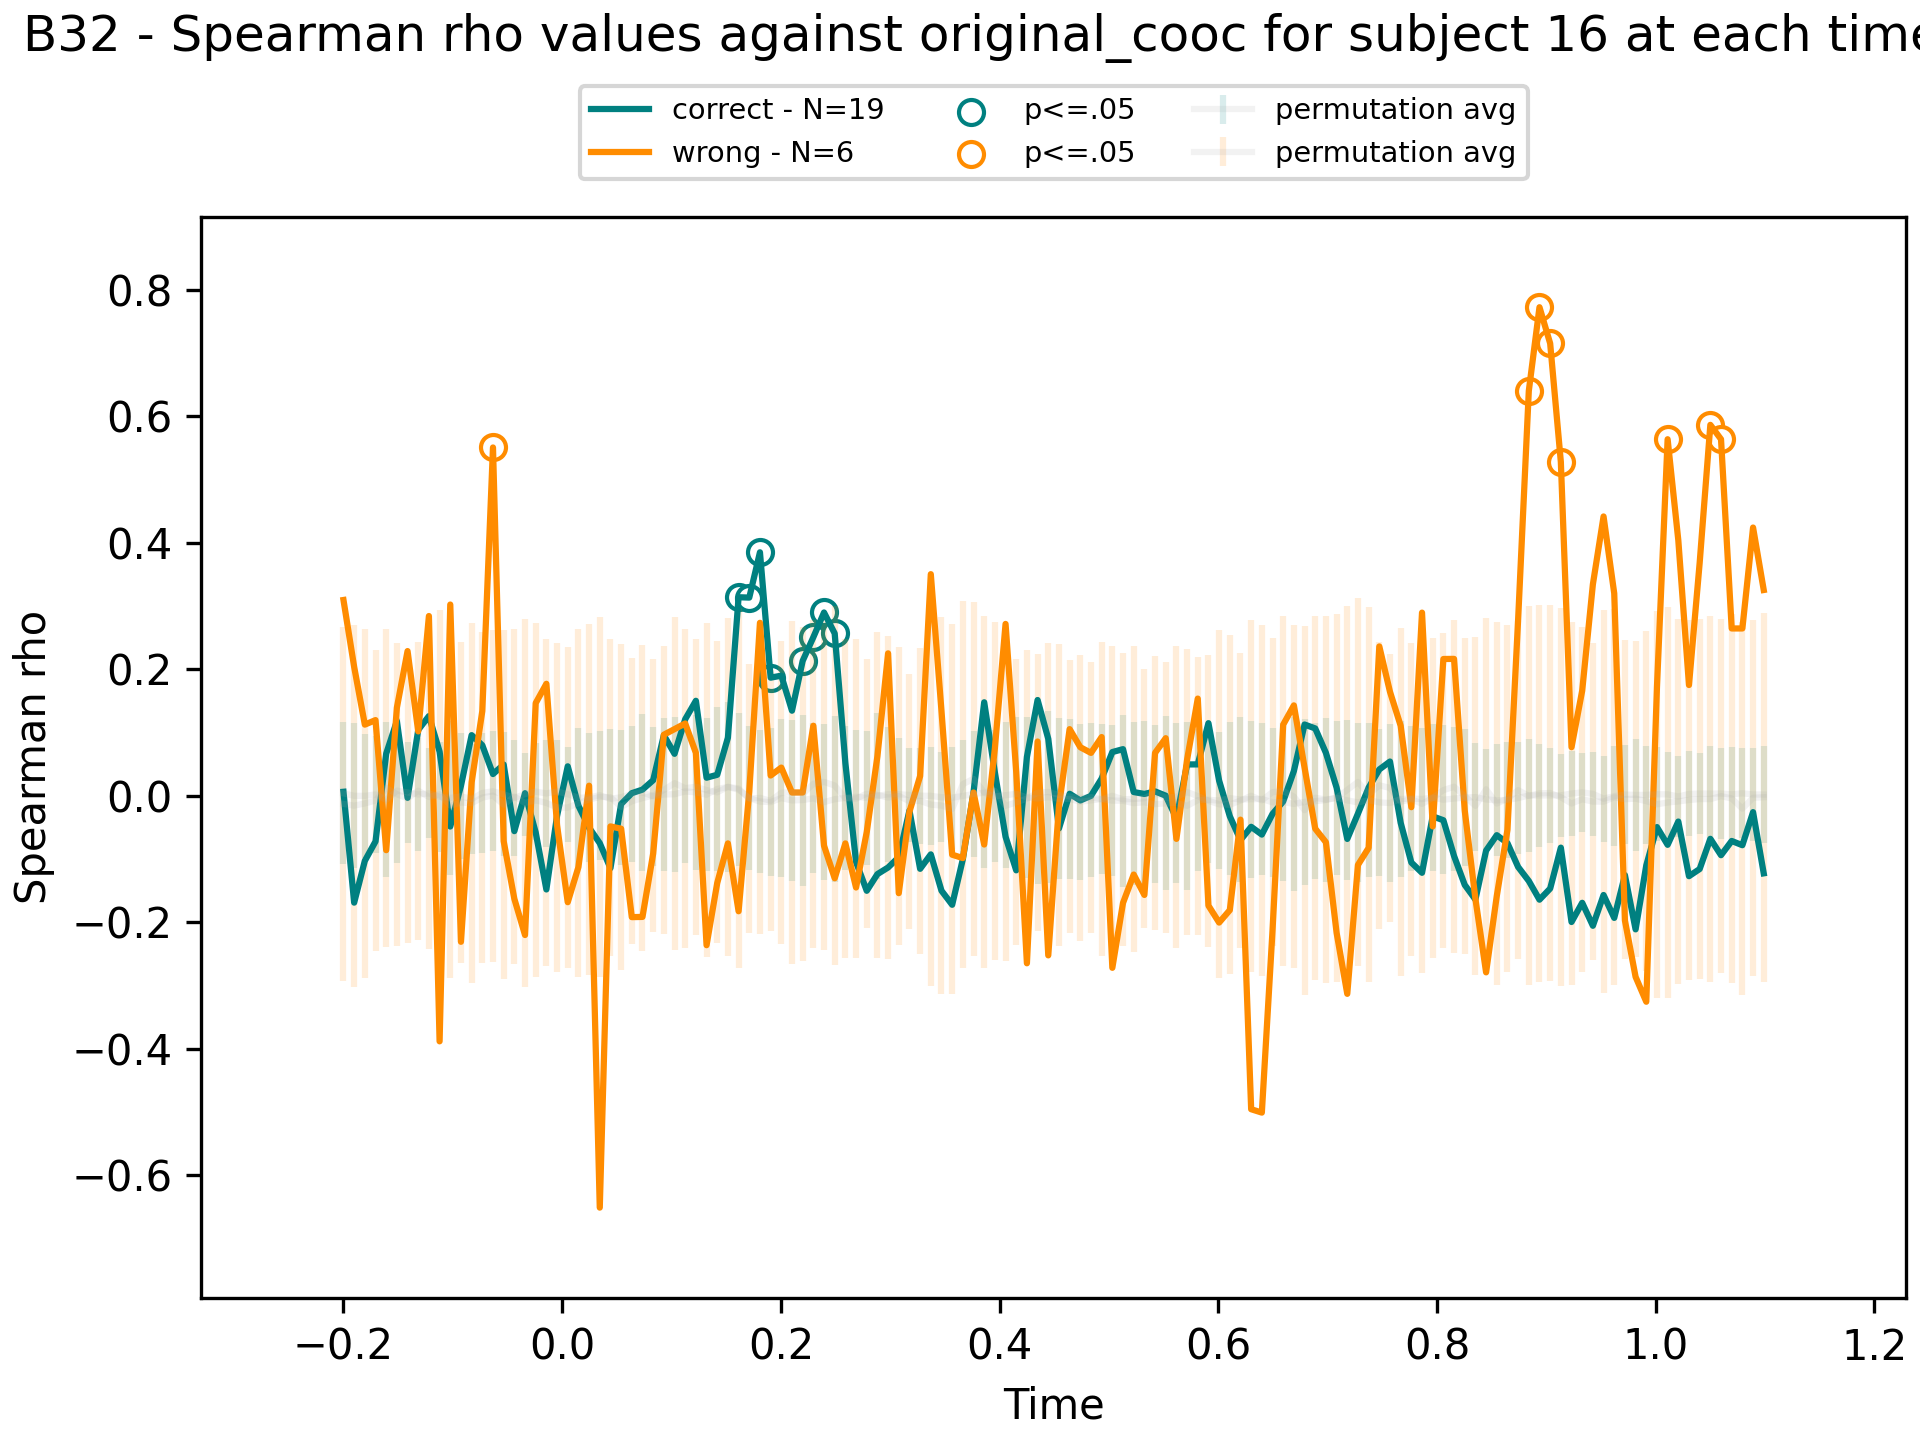 B32 - Spearman rho values against original_cooc for subject 16 at each time
correct - N=19 p<=.05 permutation avg
wrong - N=6 p<=.05 permutation avg
0.8
0.6
0.4
0.2
0.0
−0.2
−0.4
−0.6
Spearman rho
−0.2 0.0 0.2 0.4 0.6 0.8 1.0 1.2
Time